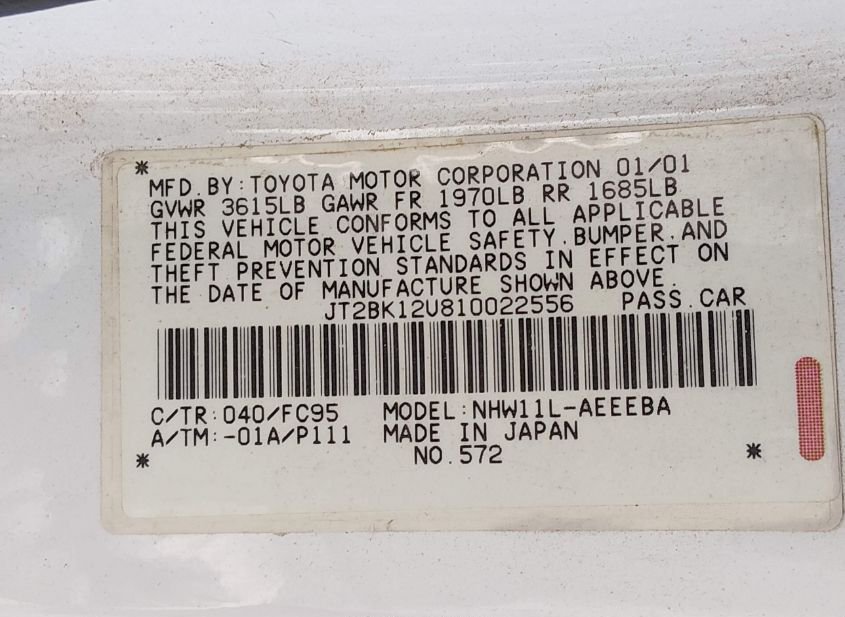 *
MFD.BY:TOYOTA MOTOR CORPORATION 01/01
GVWR 3615LB GAWR FR 1970LB RR 1685LB
THIS VEHICLE CONFORMS TO ALL APPLICABLE
FEDERAL MOTOR VEHICLE SAFETY.BUMPER.AND
THEFT PREVENTION STANDARDS IN EFFECT ON
THE DATE OF MANUFACTURE SHOWN ABOVE.
JT2BK12U810022556 PASS.CAR
C/TR:040/FC95 MODEL:NHW11L-AEEEBA
A/TM:-01A/P111 MADE IN JAPAN
* NO.572 *